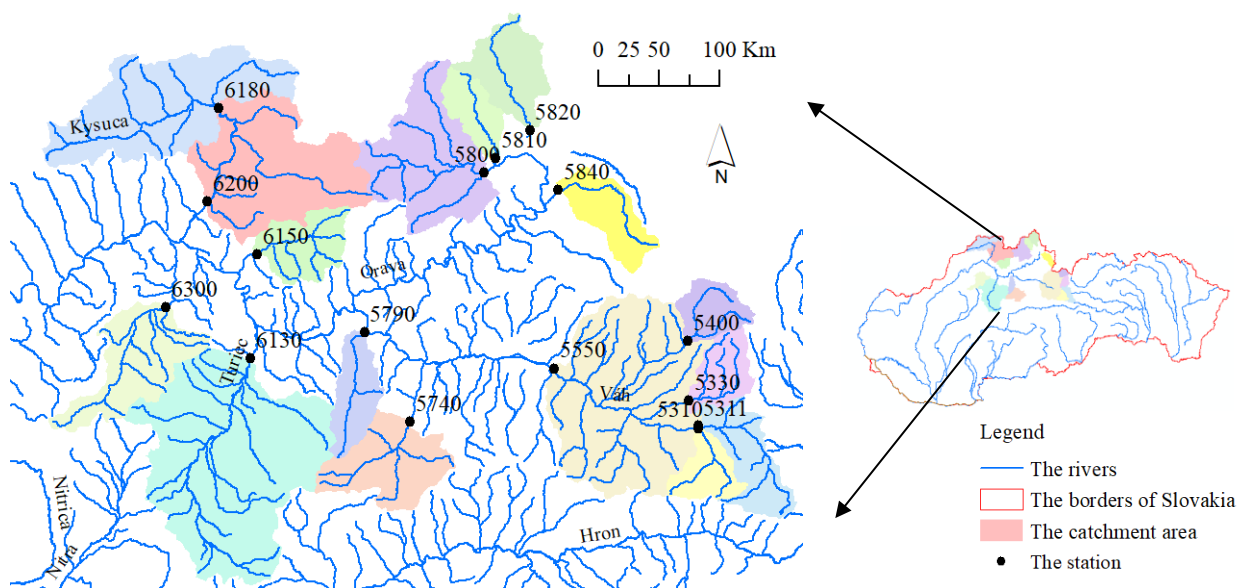 0 25 50 100 Km
6180
Kysuca
5820
5810
5800
5840
6200
N
6150
Orava
6300
5790
5400
6130
Turiec
5550
5330
Váh
5740
5310 5311
Legend
The rivers
The borders of Slovakia
The catchment area
The station
Nitrica
Hron
Nitra